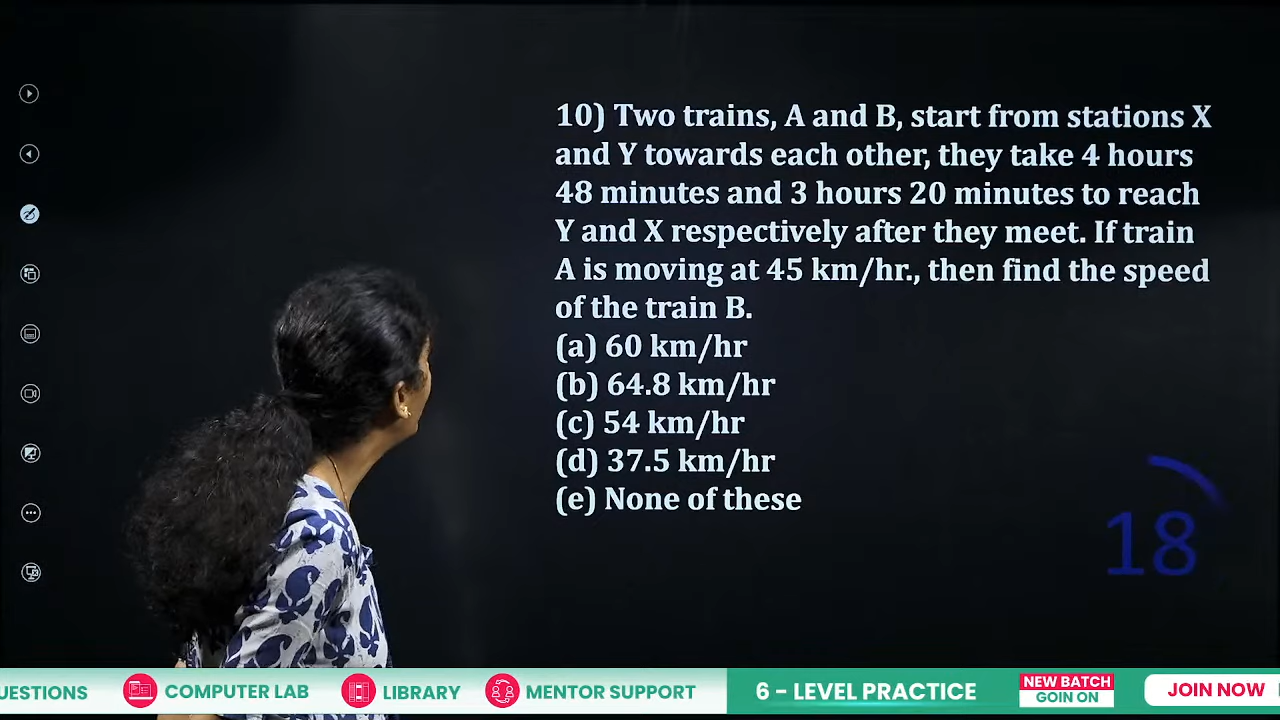 10) Two trains, A and B, start from stations X
and Y towards each other, they take 4 hours
48 minutes and 3 hours 20 minutes to reach
Y and X respectively after they meet. If train
A is moving at 45 km/hr., then find the speed
of the train B.
(a) 60 km/hr
(b) 64.8 km/hr
(c) 54 km/hr
(d) 37.5 km/hr
(e) None of these
18
UESTIONS COMPUTER LAB LIBRARY MENTOR SUPPORT 6 - LEVEL PRACTICE NEW BATCH GOIN ON JOIN NOW